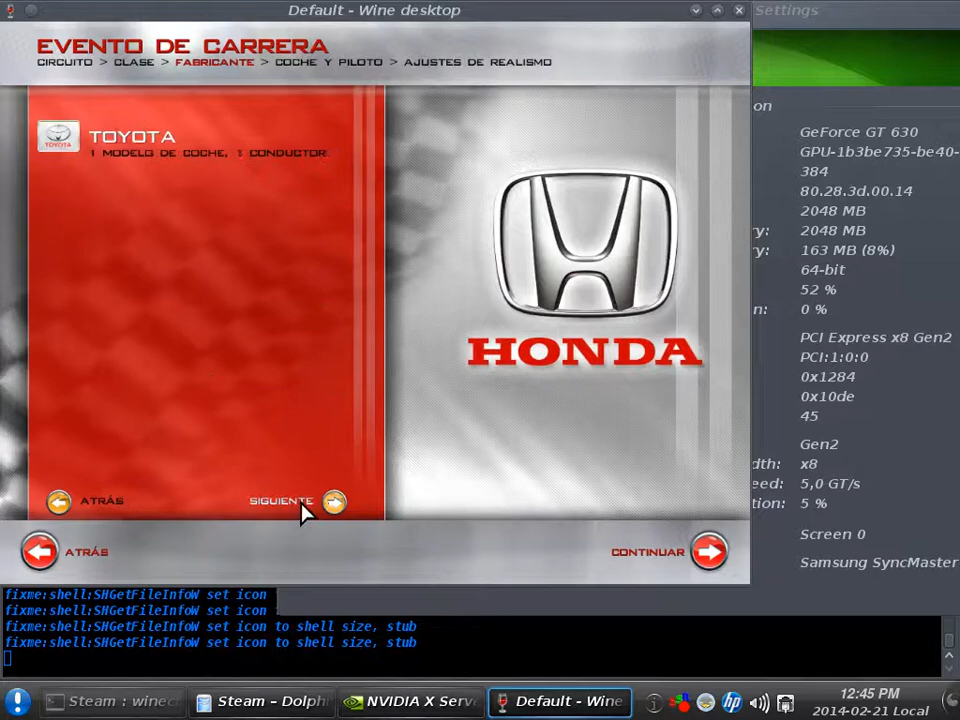 Default - Wine desktop
Settings
EVENTO DE CARRERA
CIRCUITO > CLASE > FABRICANTE > COCHE Y PILOTO > AJUSTES DE REALISMO
TOYOTA
TOYOTA
1 MODELO DE COCHE, 1 CONDUCTOR
HONDA
ATRÁS
SIGUIENTE
ATRÁS
CONTINUAR
on
GeForce GT 630
GPU-1b3be735-be40-
384
80.28.3d.00.14
2048 MB
ry: 2048 MB
ry: 163 MB (8%)
64-bit
52 %
n: 0 %
PCI Express x8 Gen2
PCI:1:0:0
0x1284
0x10de
45
Gen2
dth: x8
eed: 5,0 GT/s
tion: 5 %
Screen 0
Samsung SyncMaster
fixme:shell:SHGetFileInfoW set icon
fixme:shell:SHGetFileInfoW set icon
fixme:shell:SHGetFileInfoW set icon to shell size, stub
fixme:shell:SHGetFileInfoW set icon to shell size, stub
Steam : winec
Steam – Dolph
NVIDIA X Serve
Default - Wine
hp
12:45 PM
2014-02-21 Local